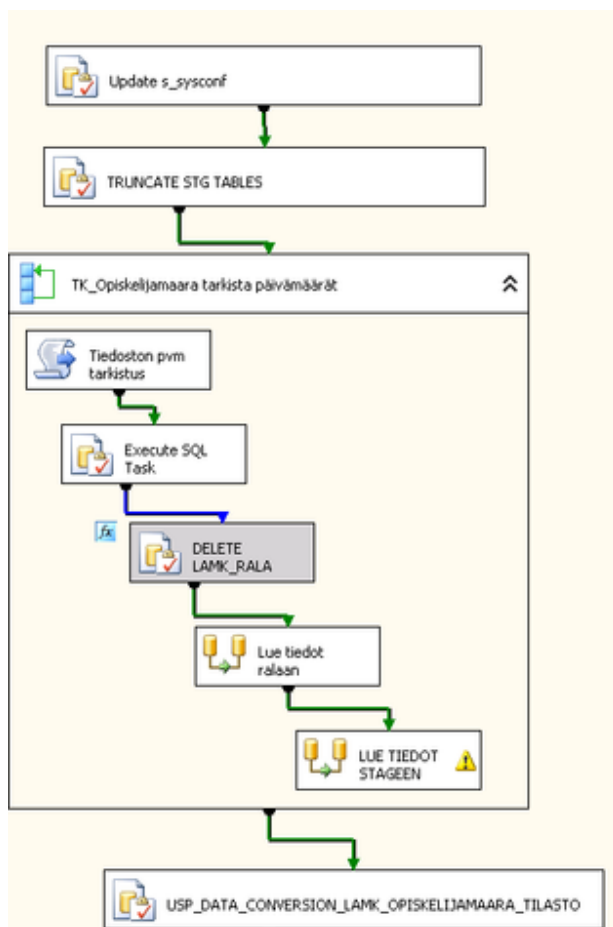 Update s_sysconf
TRUNCATE STG TABLES
TK_Opiskelijamaara tarkista päivämäärät
Tiedoston pvm
tarkistus
Execute SQL
Task
fx
DELETE
LAMK_RALA
Lue tiedot
ralaan
LUE TIEDOT
STAGEEN
USP_DATA_CONVERSION_LAMK_OPISKELIJAMAARA_TILASTO